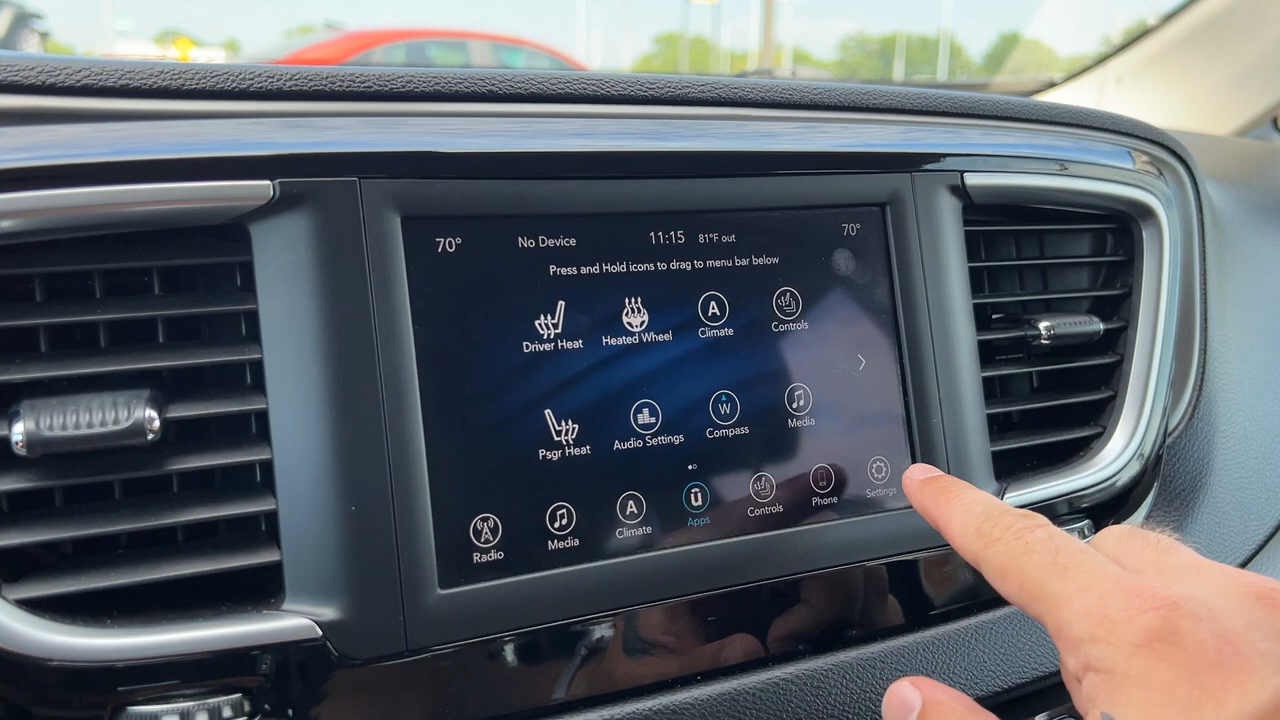 70° No Device 11:15 81°F out 70°
Press and Hold icons to drag to menu bar below
Driver Heat Heated Wheel A Climate Controls
Psgr Heat Audio Settings W Compass Media
Radio Media A Climate Apps Controls Phone Settings